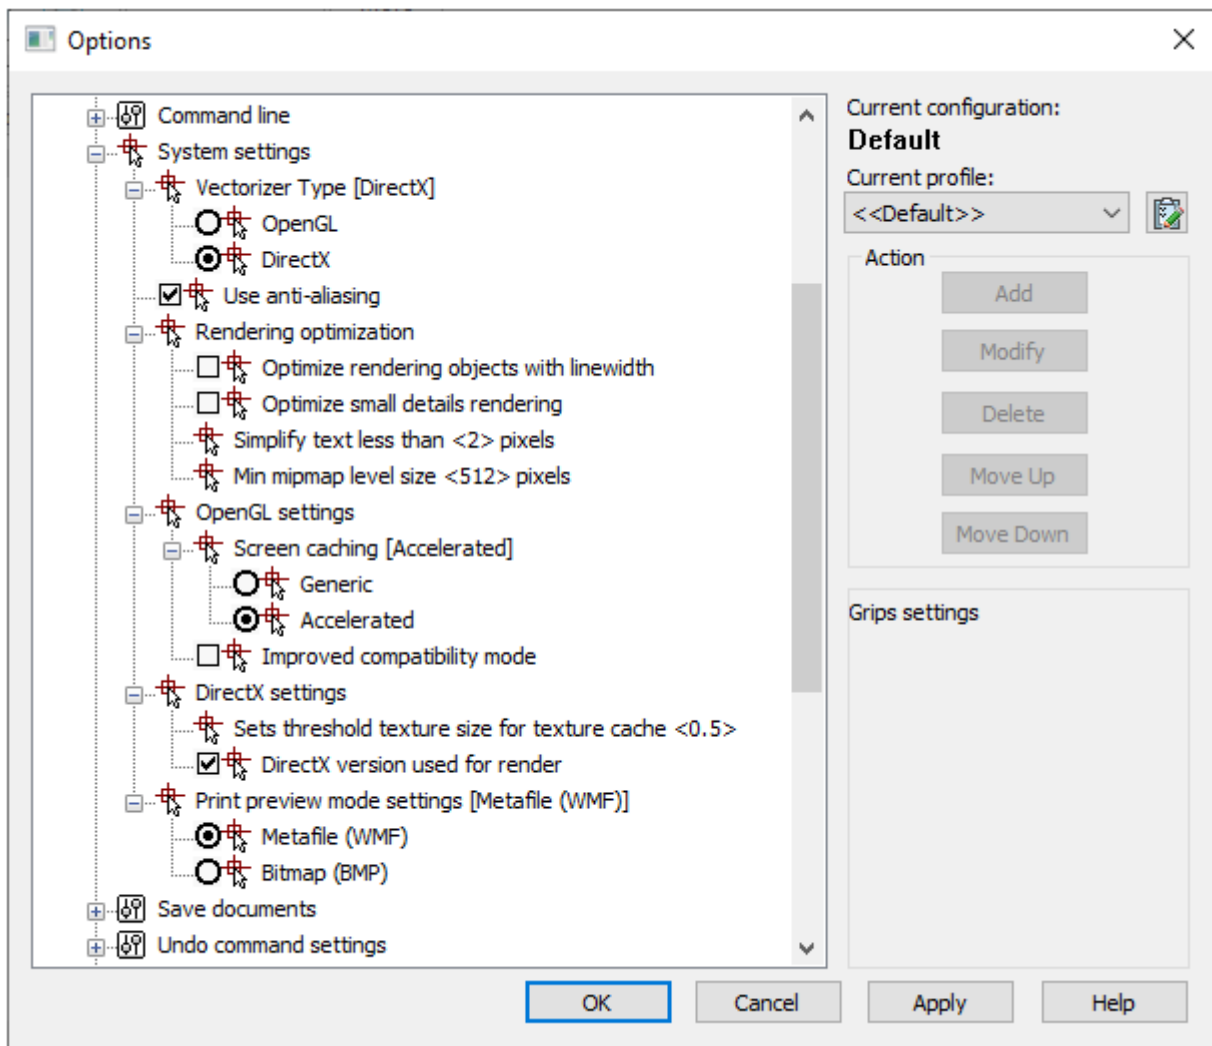 Options
Command line
System settings
Vectorizer Type [DirectX]
OpenGL
DirectX
Use anti-aliasing
Rendering optimization
Optimize rendering objects with linewidth
Optimize small details rendering
Simplify text less than <2> pixels
Min mipmap level size <512> pixels
OpenGL settings
Screen caching [Accelerated]
Generic
Accelerated
Improved compatibility mode
DirectX settings
Sets threshold texture size for texture cache <0.5>
DirectX version used for render
Print preview mode settings [Metafile (WMF)]
Metafile (WMF)
Bitmap (BMP)
Save documents
Undo command settings
Current configuration:
Default
Current profile:
<<Default>>
Action
Add
Modify
Delete
Move Up
Move Down
Grips settings
OK
Cancel
Apply
Help